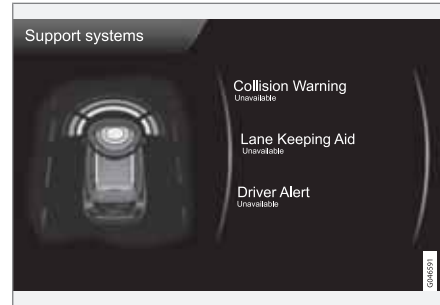 Support systems
Collision Warning
Unavailable
Lane Keeping Aid
Unavailable
Driver Alert
Unavailable
G046591